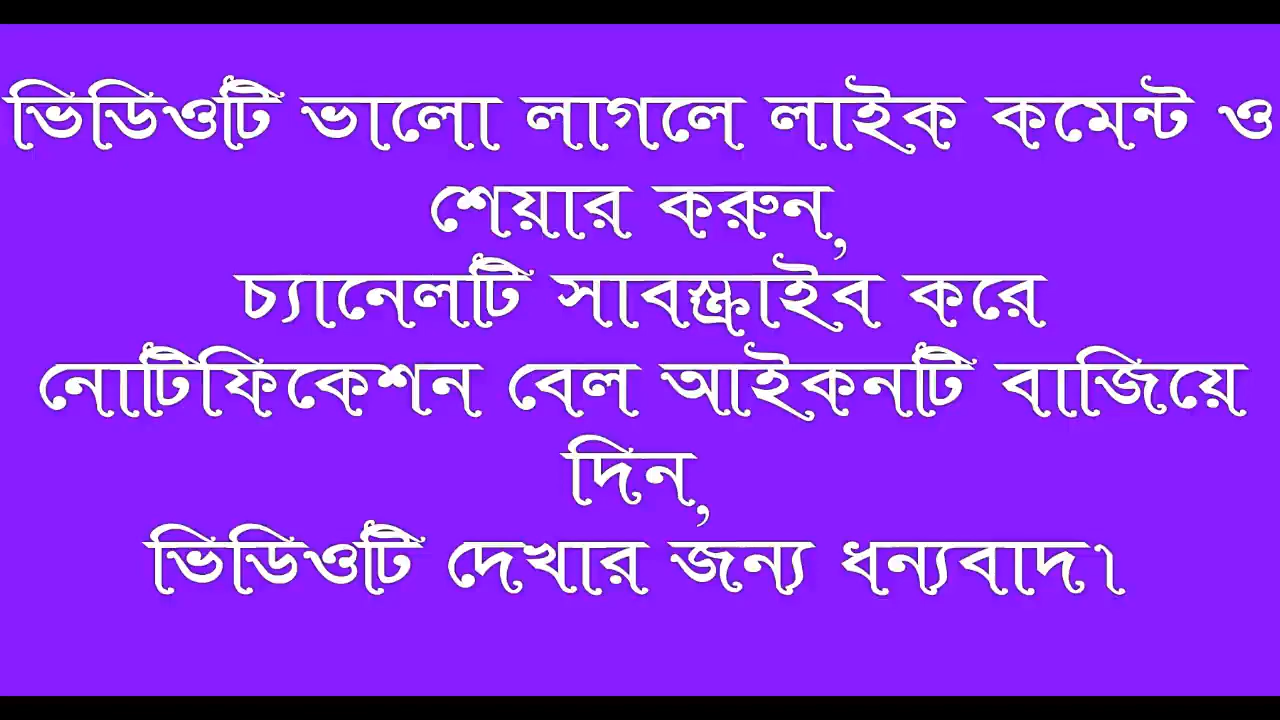 ভিডিওটি ভালো লাগলে লাইক কমেন্ট ও
শেয়ার করুন,
চ্যানেলটি সাবস্ক্রাইব করে
নোটিফিকেশন বেল আইকনটি বাজিয়ে
দিন,
ভিডিওটি দেখার জন্য ধন্যবাদ।